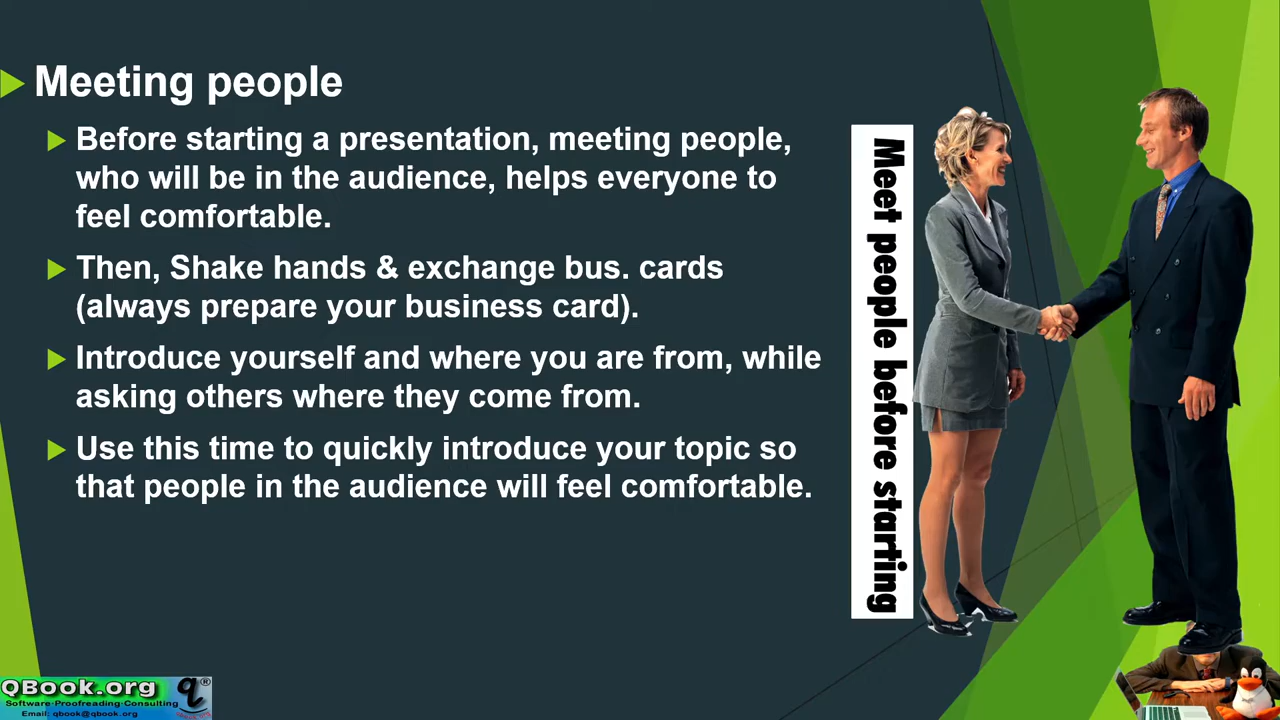 Meeting people
Before starting a presentation, meeting people,
who will be in the audience, helps everyone to
feel comfortable.
Then, Shake hands & exchange bus. cards
(always prepare your business card).
Introduce yourself and where you are from, while
asking others where they come from.
Use this time to quickly introduce your topic so
that people in the audience will feel comfortable.
Meet people before starting
QBook.org
Software·Proofreading·Consulting
Email: qbook@qbook.org
q®